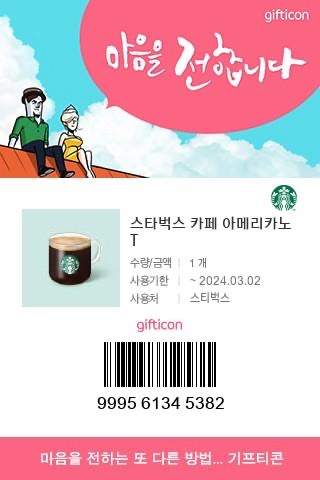 gifticon
마음을 전합니다
스타벅스 카페 아메리카노
T
수량/금액 | 1 개
사용기한 | ~ 2024.03.02
사용처 | 스티벅스
gifticon
9995 6134 5382
마음을 전하는 또 다른 방법... 기프티콘